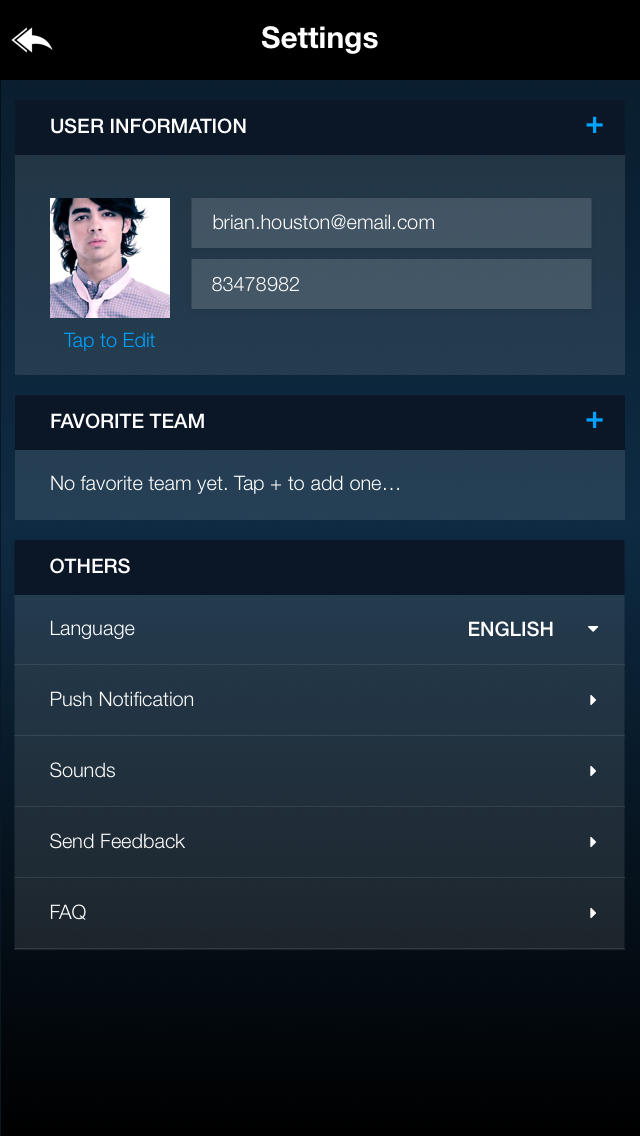 Settings
USER INFORMATION +
brian.houston@email.com
83478982
Tap to Edit
FAVORITE TEAM +
No favorite team yet. Tap + to add one...
OTHERS
Language ENGLISH
Push Notification
Sounds
Send Feedback
FAQ